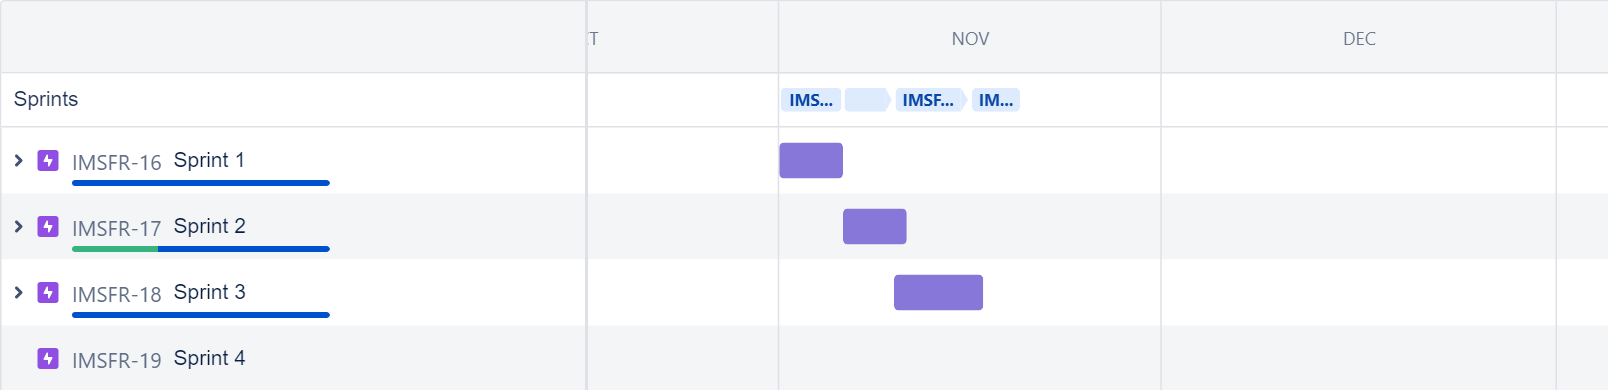 T NOV DEC
Sprints IMS... IMSF... IM...
IMSFR-16 Sprint 1
IMSFR-17 Sprint 2
IMSFR-18 Sprint 3
IMSFR-19 Sprint 4